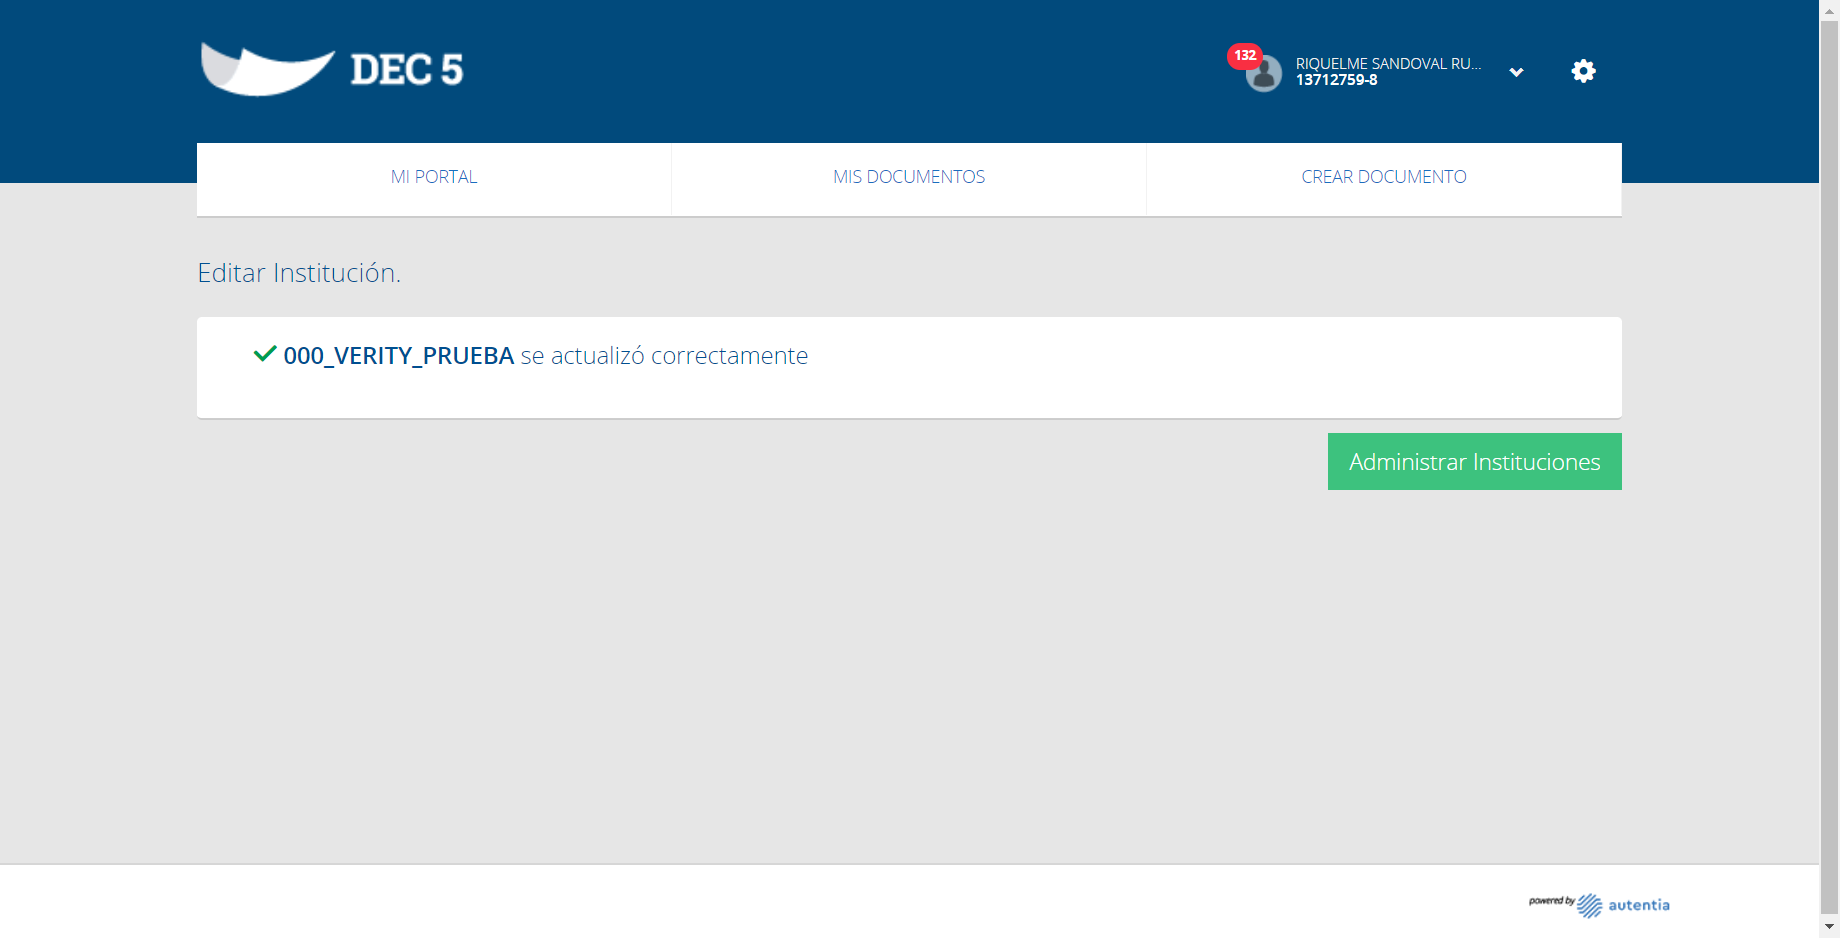 DEC 5
132
RIQUELME SANDOVAL RU...
13712759-8
MI PORTAL
MIS DOCUMENTOS
CREAR DOCUMENTO
Editar Institución.
000_VERITY_PRUEBA se actualizó correctamente
Administrar Instituciones
powered by autentia